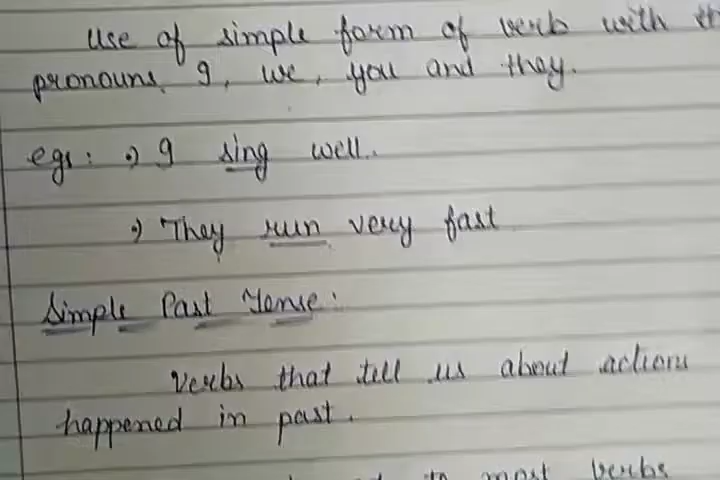 Use of simple form of verb with
pronouns I, we, you and they.
egs: •) I sing well.
•) They run very fast
Simple Past Tense:
Verbs that tell us about actions
happened in past.
to most verbs